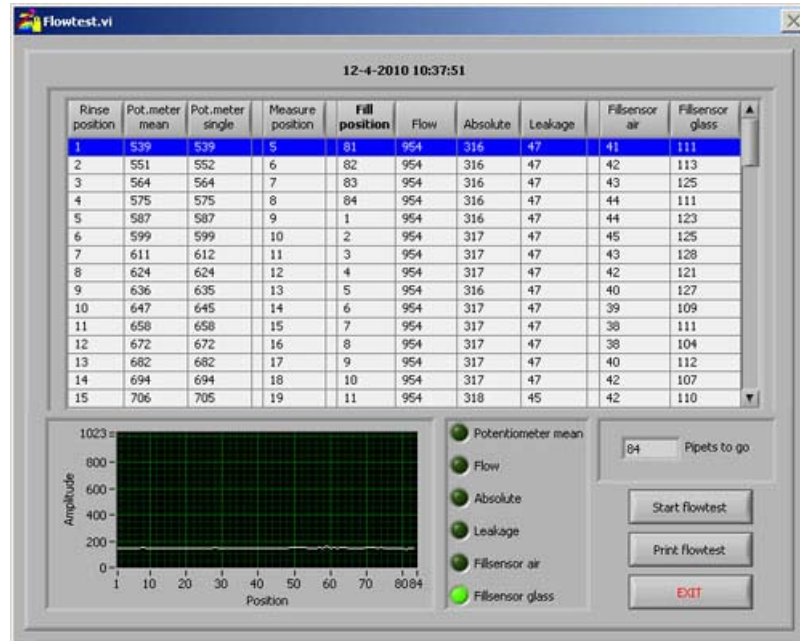 Flowtest.vi
12-4-2010 10:37:51
Rinse position Pot.meter mean Pot.meter single Measure position Fill position Flow Absolute Leakage Fillsensor air Fillsensor glass
1 539 539 5 81 954 316 47 41 111
2 551 552 6 82 954 316 47 42 113
3 564 564 7 83 954 316 47 43 125
4 575 575 8 84 954 316 47 44 111
5 587 587 9 1 954 316 47 44 123
6 599 599 10 2 954 317 47 45 125
7 611 612 11 3 954 317 47 43 128
8 624 624 12 4 954 317 47 42 121
9 636 635 13 5 954 316 47 40 127
10 647 645 14 6 954 317 47 39 109
11 658 658 15 7 954 317 47 38 111
12 672 672 16 8 954 317 47 38 104
13 682 682 17 9 954 317 47 40 112
14 694 694 18 10 954 317 47 42 107
15 706 705 19 11 954 318 45 42 110
1023
800
600
400
200
0
Amplitude
1 10 20 30 40 50 60 70 80 84
Position
Potentiometer mean
Flow
Absolute
Leakage
Fillsensor air
Fillsensor glass
84 Pipets to go
Start flowtest
Print flowtest
EXIT